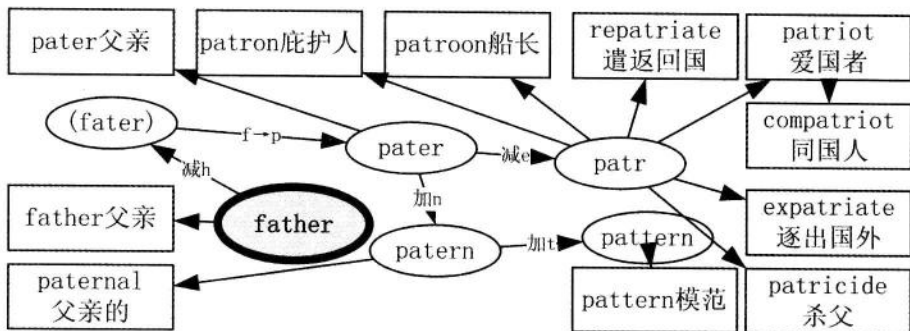 pater父亲
patron庇护人
patroon船长
repatriate
遣返回国
patriot
爱国者
(fater)
f→p
pater
减e
patr
compatriot
同国人
减h
加n
father父亲
father
patern
加t
pattern
expatriate
逐出国外
paternal
父亲的
pattern模范
patricide
杀父